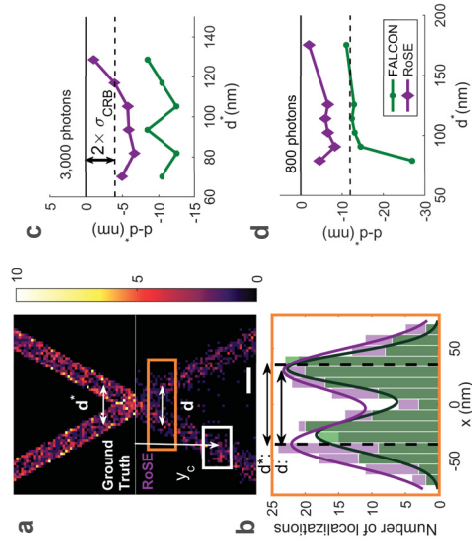 a
Ground
Truth
d*
RoSE
d
y_c
10
5
0
b
Number of localizations
25
20
15
10
5
0
d*:
d:
-50
0
50
x (nm)
c
3,000 photons
2× σ_CRB
d-d* (nm)
5
0
-5
-10
-15
60
80
100
120
140
d* (nm)
d
800 photons
d-d* (nm)
0
-10
-20
-30
50
100
150
200
d* (nm)
FALCON
RoSE